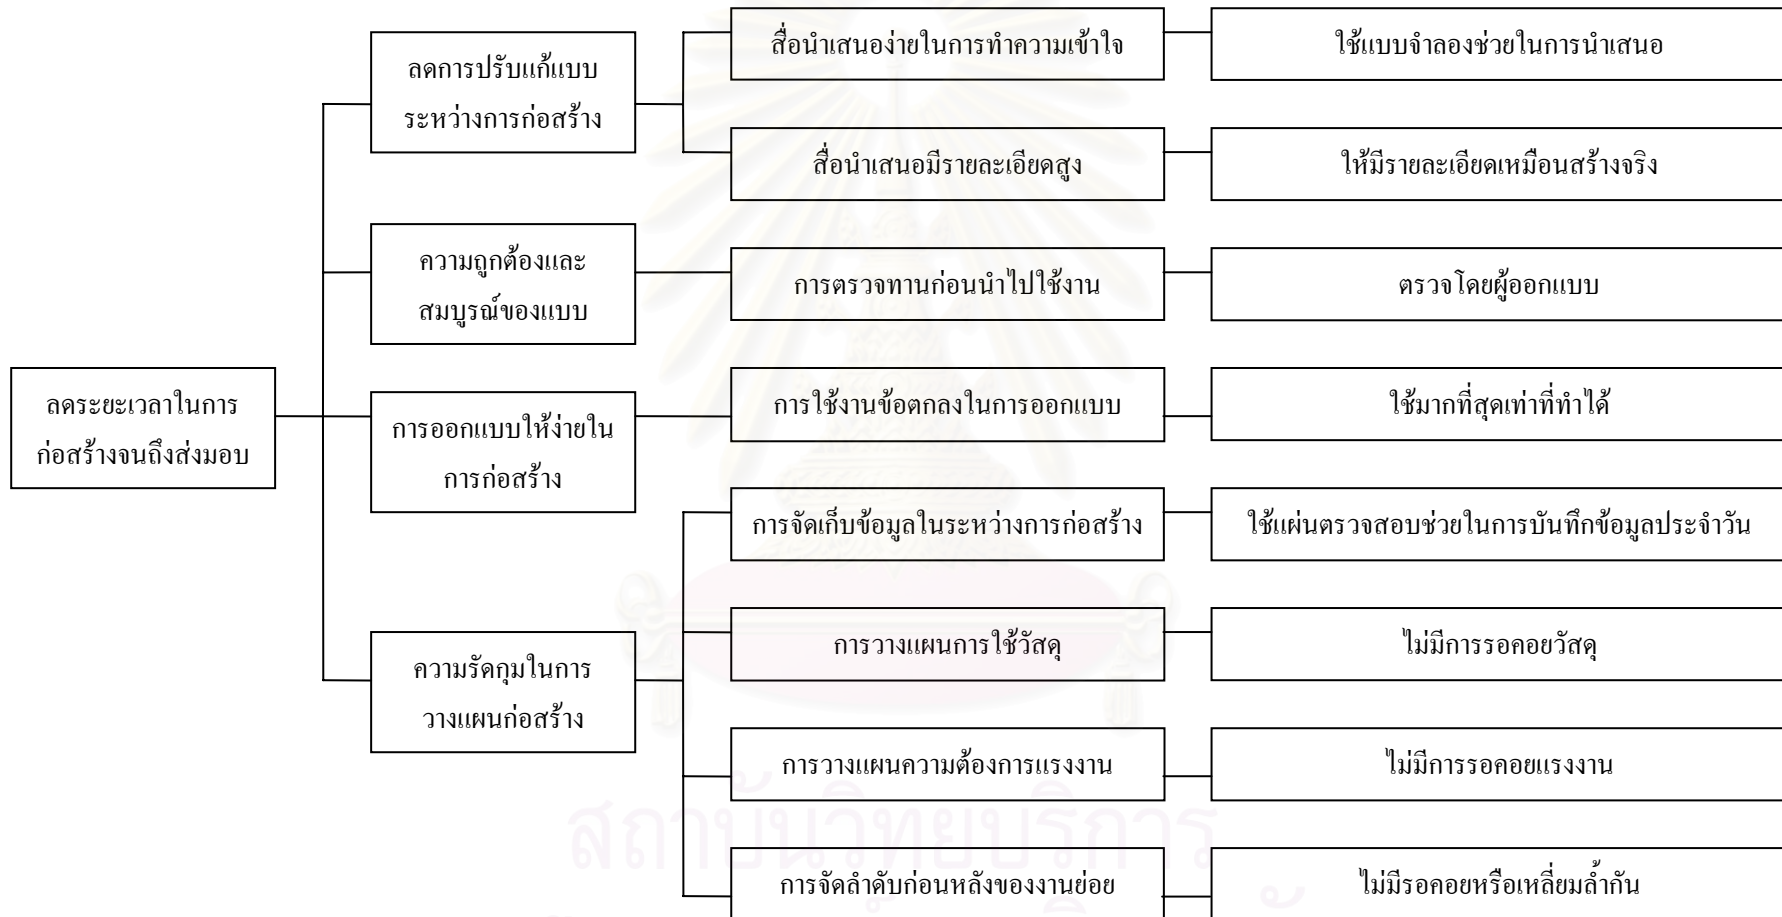 ลดระยะเวลาในการ
ก่อสร้างจนถึงส่งมอบ
ลดการปรับแก้แบบ
ระหว่างการก่อสร้าง
สื่อนำเสนอง่ายในการทำความเข้าใจ
ใช้แบบจำลองช่วยในการนำเสนอ
สื่อนำเสนอมีรายละเอียดสูง
ให้มีรายละเอียดเหมือนสร้างจริง
ความถูกต้องและ
สมบูรณ์ของแบบ
การตรวจทานก่อนนำไปใช้งาน
ตรวจโดยผู้ออกแบบ
การออกแบบให้ง่ายใน
การก่อสร้าง
การใช้งานข้อตกลงในการออกแบบ
ใช้มากที่สุดเท่าที่ทำได้
ความรัดกุมในการ
วางแผนก่อสร้าง
การจัดเก็บข้อมูลในระหว่างการก่อสร้าง
ใช้แผ่นตรวจสอบช่วยในการบันทึกข้อมูลประจำวัน
การวางแผนการใช้วัสดุ
ไม่มีการรอคอยวัสดุ
การวางแผนความต้องการแรงงาน
ไม่มีการรอคอยแรงงาน
การจัดลำดับก่อนหลังของงานย่อย
ไม่มีรอคอยหรือเหลี่ยมล้ำกัน
สถาบันวิทยบริการ